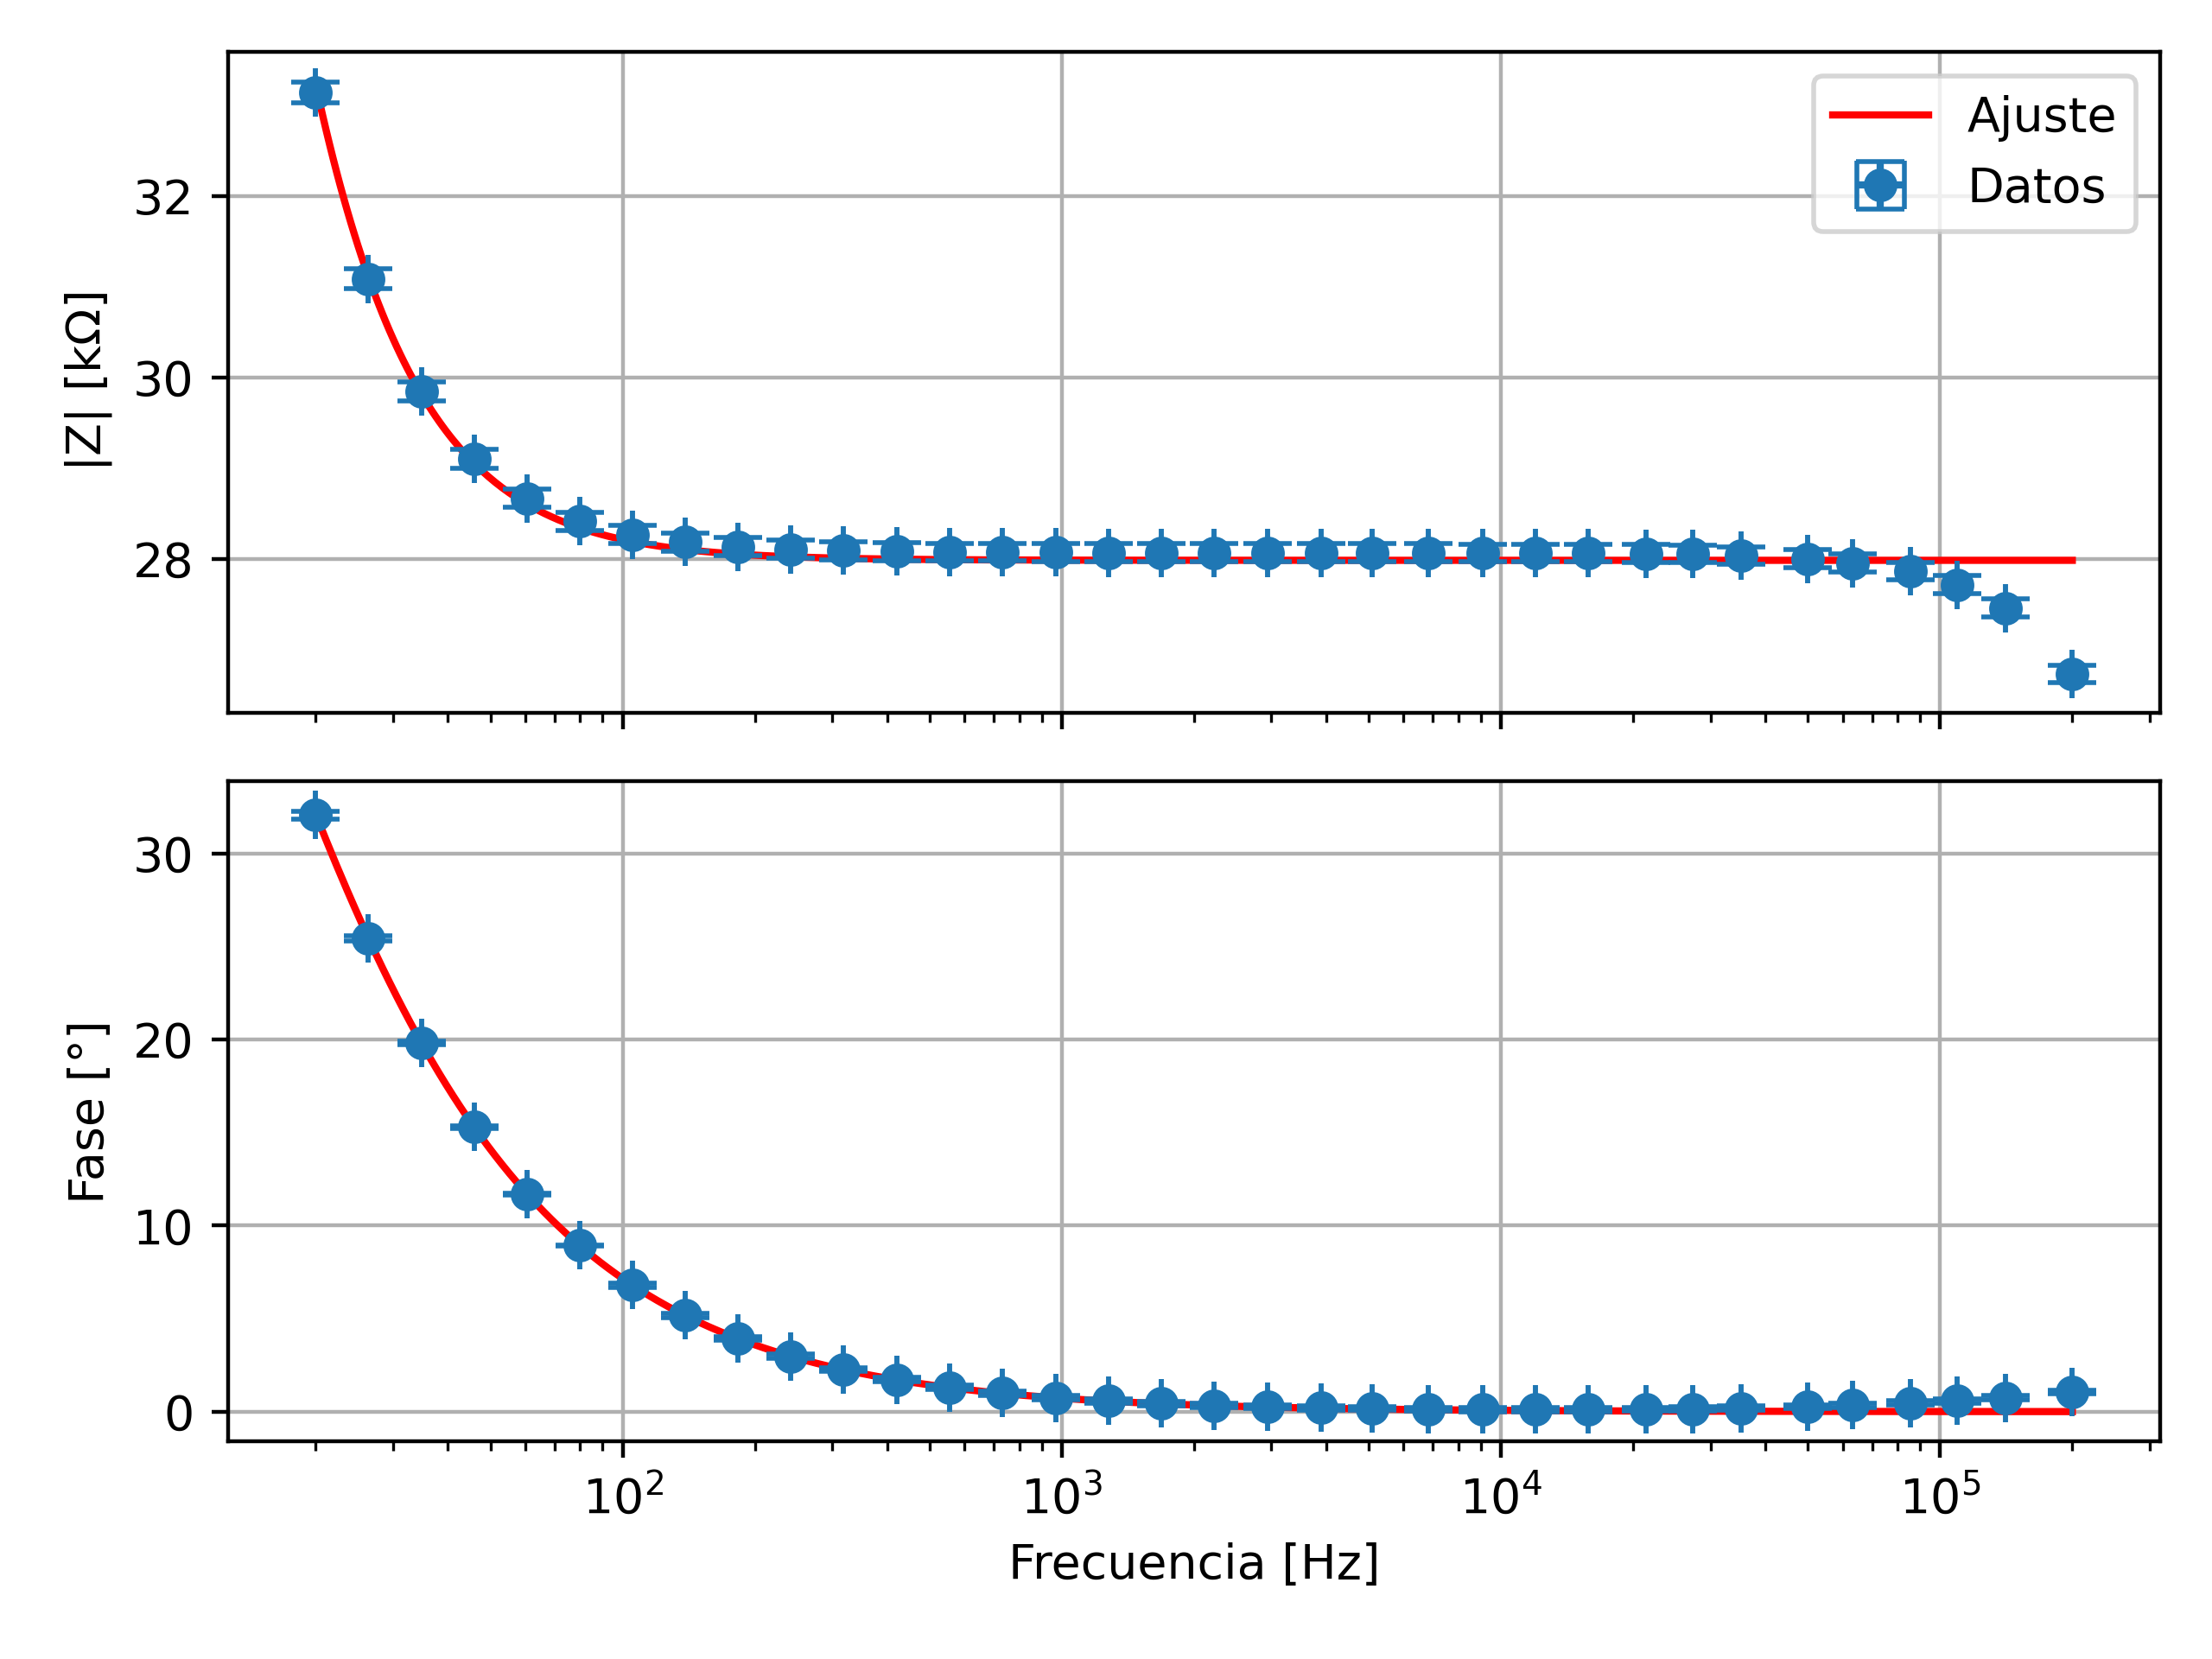 |Z| [kΩ]
32
30
28
Ajuste
Datos
Fase [°]
30
20
10
0
10²
10³
10⁴
10⁵
Frecuencia [Hz]